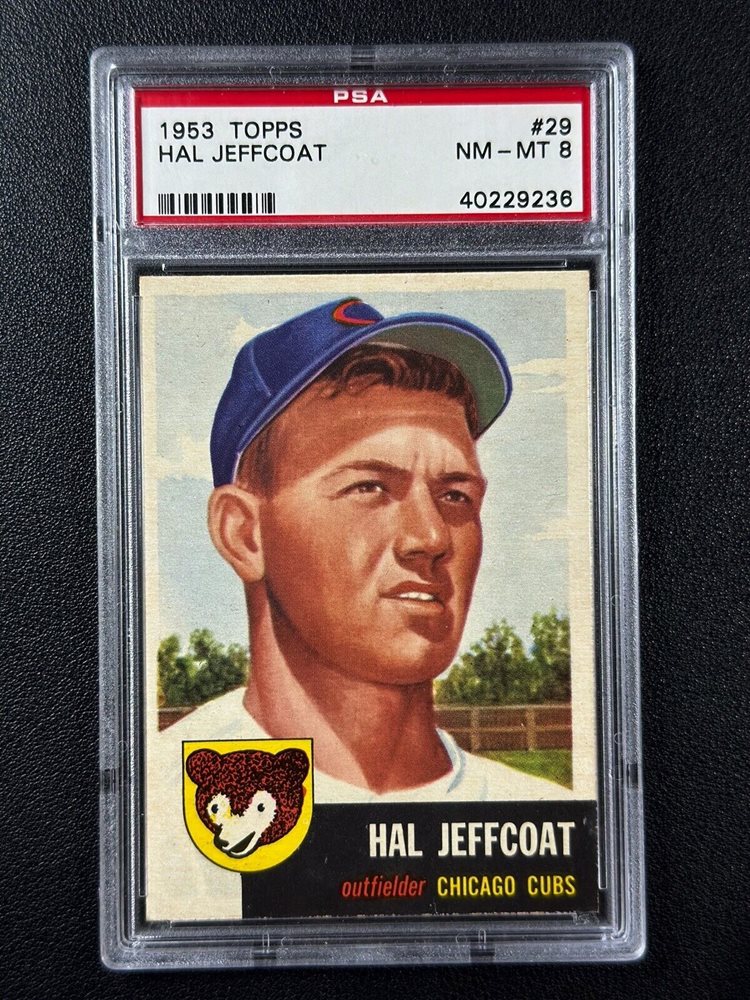 PSA
1953 TOPPS #29
HAL JEFFCOAT NM-MT 8
40229236
C
HAL JEFFCOAT
outfielder CHICAGO CUBS